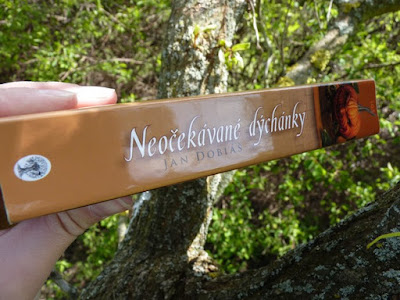 Neočekávané dýchánky
JAN DOBIÁŠ